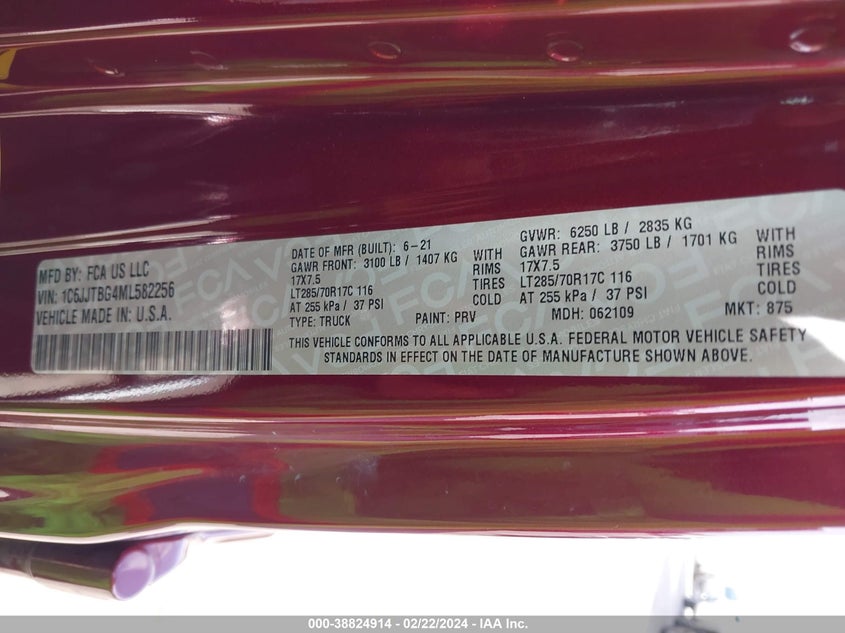 MFD BY: FCA US LLC
VIN: 1C6JJTBG4ML582256
VEHICLE MADE IN: U.S.A.
DATE OF MFR (BUILT): 6-21 GVWR: 6250 LB / 2835 KG
GAWR FRONT: 3100 LB / 1407 KG WITH GAWR REAR: 3750 LB / 1701 KG WITH
17X7.5 RIMS 17X7.5 RIMS
LT285/70R17C 116 TIRES LT285/70R17C 116 TIRES
AT 255 kPa / 37 PSI COLD AT 255 kPa / 37 PSI COLD
TYPE: TRUCK PAINT: PRV MDH: 062109 MKT: 875
THIS VEHICLE CONFORMS TO ALL APPLICABLE U.S.A. FEDERAL MOTOR VEHICLE SAFETY
STANDARDS IN EFFECT ON THE DATE OF MANUFACTURE SHOWN ABOVE.
000-38824914 - 02/22/2024 - IAA Inc.